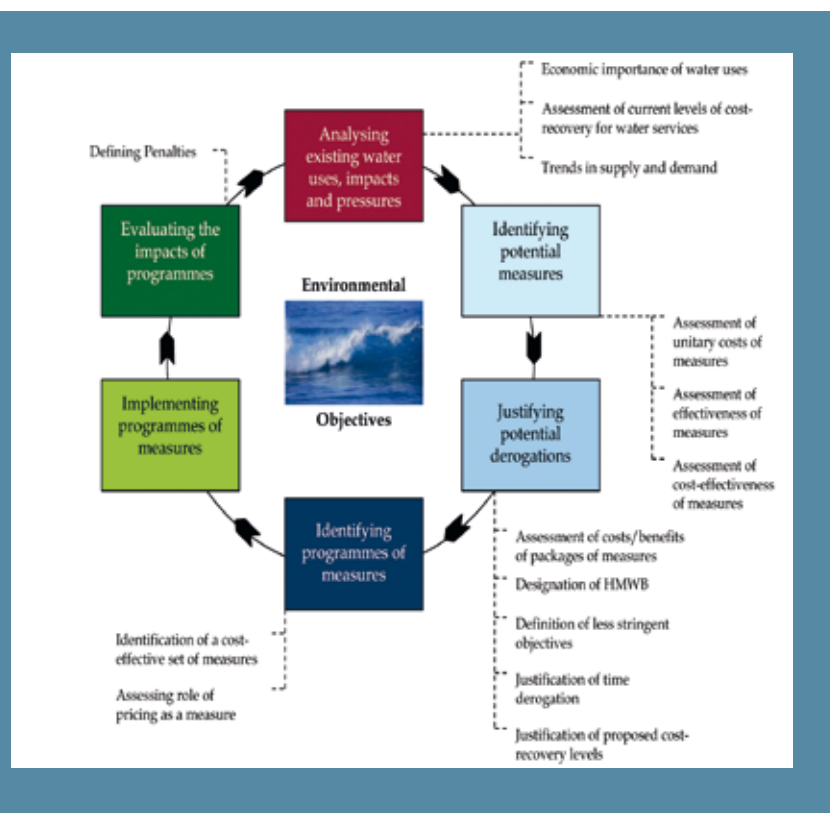 Economic importance of water uses
Assessment of current levels of cost-
recovery for water services
Trends in supply and demand
Defining Penalties
Analysing
existing water
uses, impacts
and pressures
Evaluating the
impacts of
programmes
Identifying
potential
measures
Environmental
Objectives
Assessment of
unitary costs of
measures
Assessment of
effectiveness of
measures
Assessment of
cost-effectiveness
of measures
Implementing
programmes of
measures
Justifying
potential
derogations
Identifying
programmes of
measures
Assessment of costs/benefits
of packages of measures
Designation of HMWB
Definition of less stringent
objectives
Justification of time
derogation
Justification of proposed cost-
recovery levels
Identification of a cost-
effective set of measures
Assessing role of
pricing as a measure